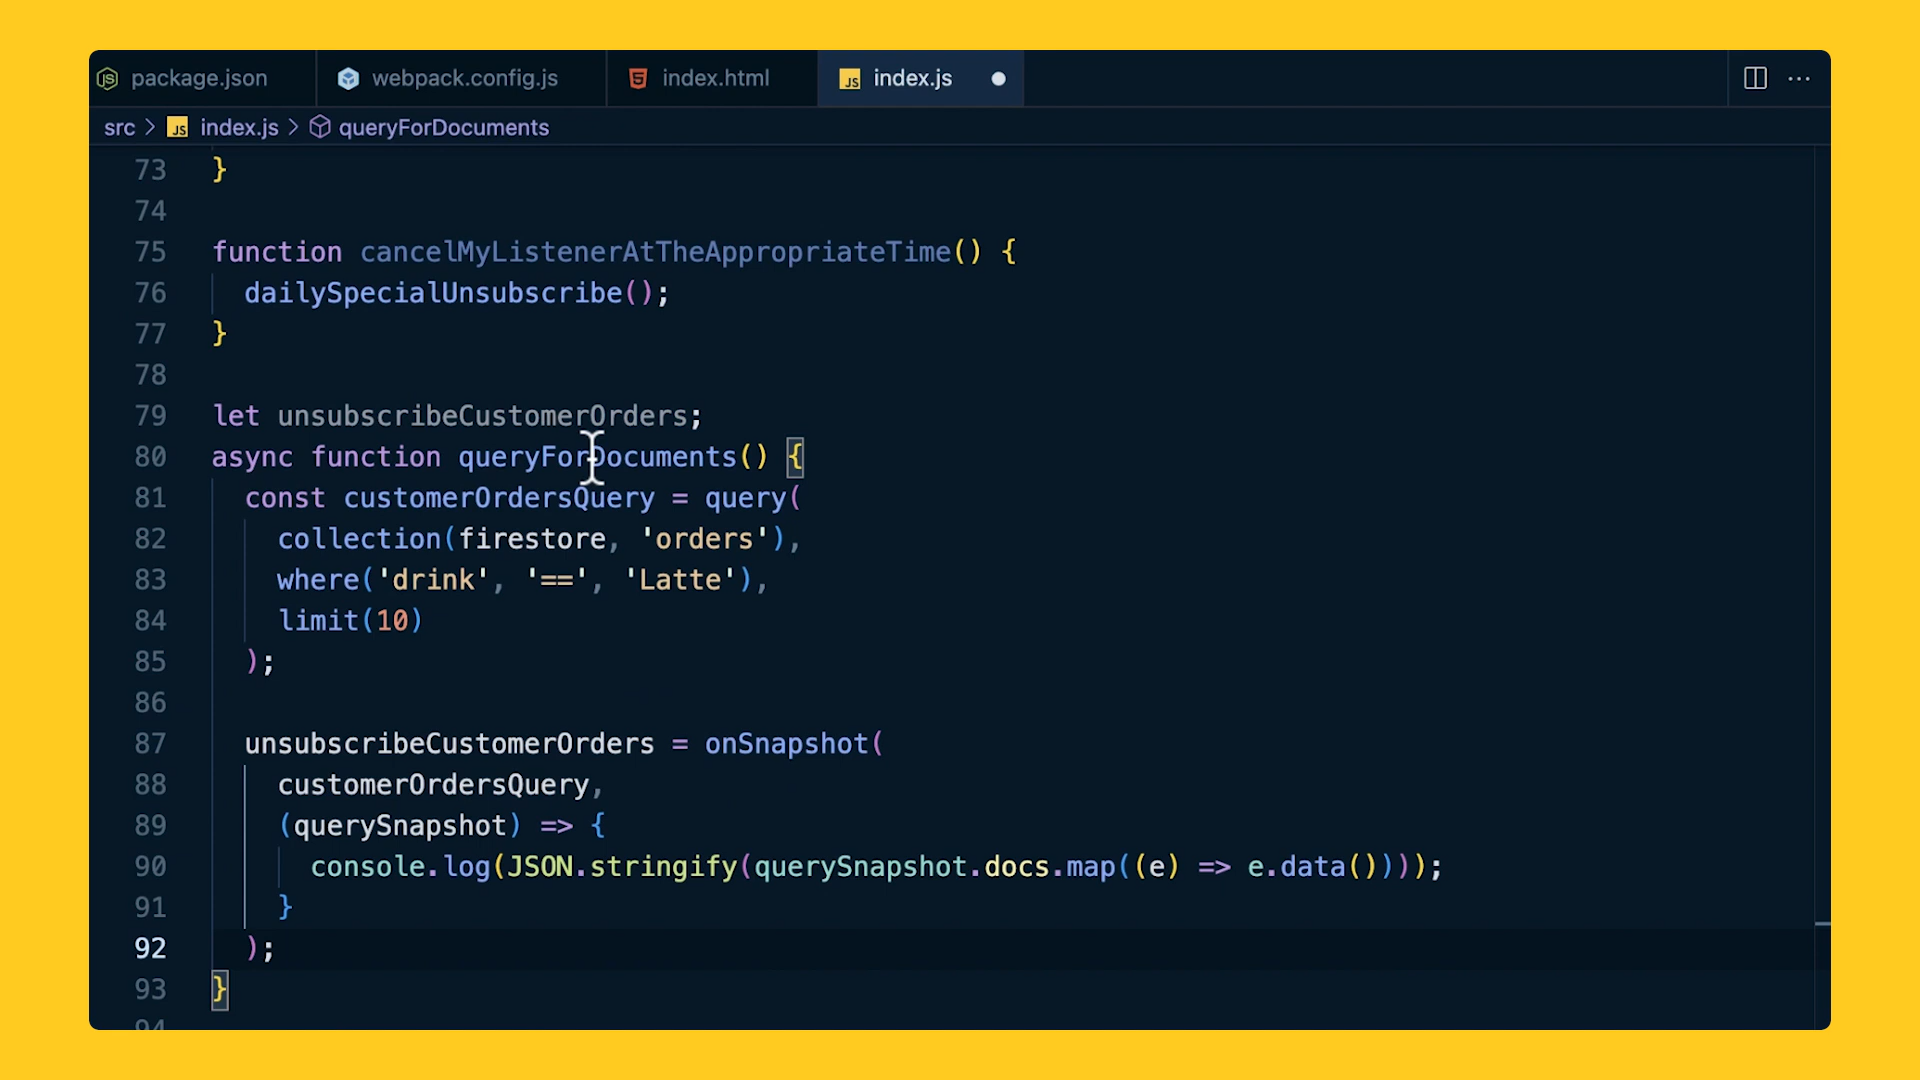 package.json webpack.config.js index.html JS index.js ...
src > JS index.js > queryForDocuments
73 }
74
75 function cancelMyListenerAtTheAppropriateTime() {
76 dailySpecialUnsubscribe();
77 }
78
79 let unsubscribeCustomerOrders;
80 async function queryForDocuments() {
81 const customerOrdersQuery = query(
82 collection(firestore, 'orders'),
83 where('drink', '==', 'Latte'),
84 limit(10)
85 );
86
87 unsubscribeCustomerOrders = onSnapshot(
88 customerOrdersQuery,
89 (querySnapshot) => {
90 console.log(JSON.stringify(querySnapshot.docs.map((e) => e.data())));
91 }
92 );
93 }
94